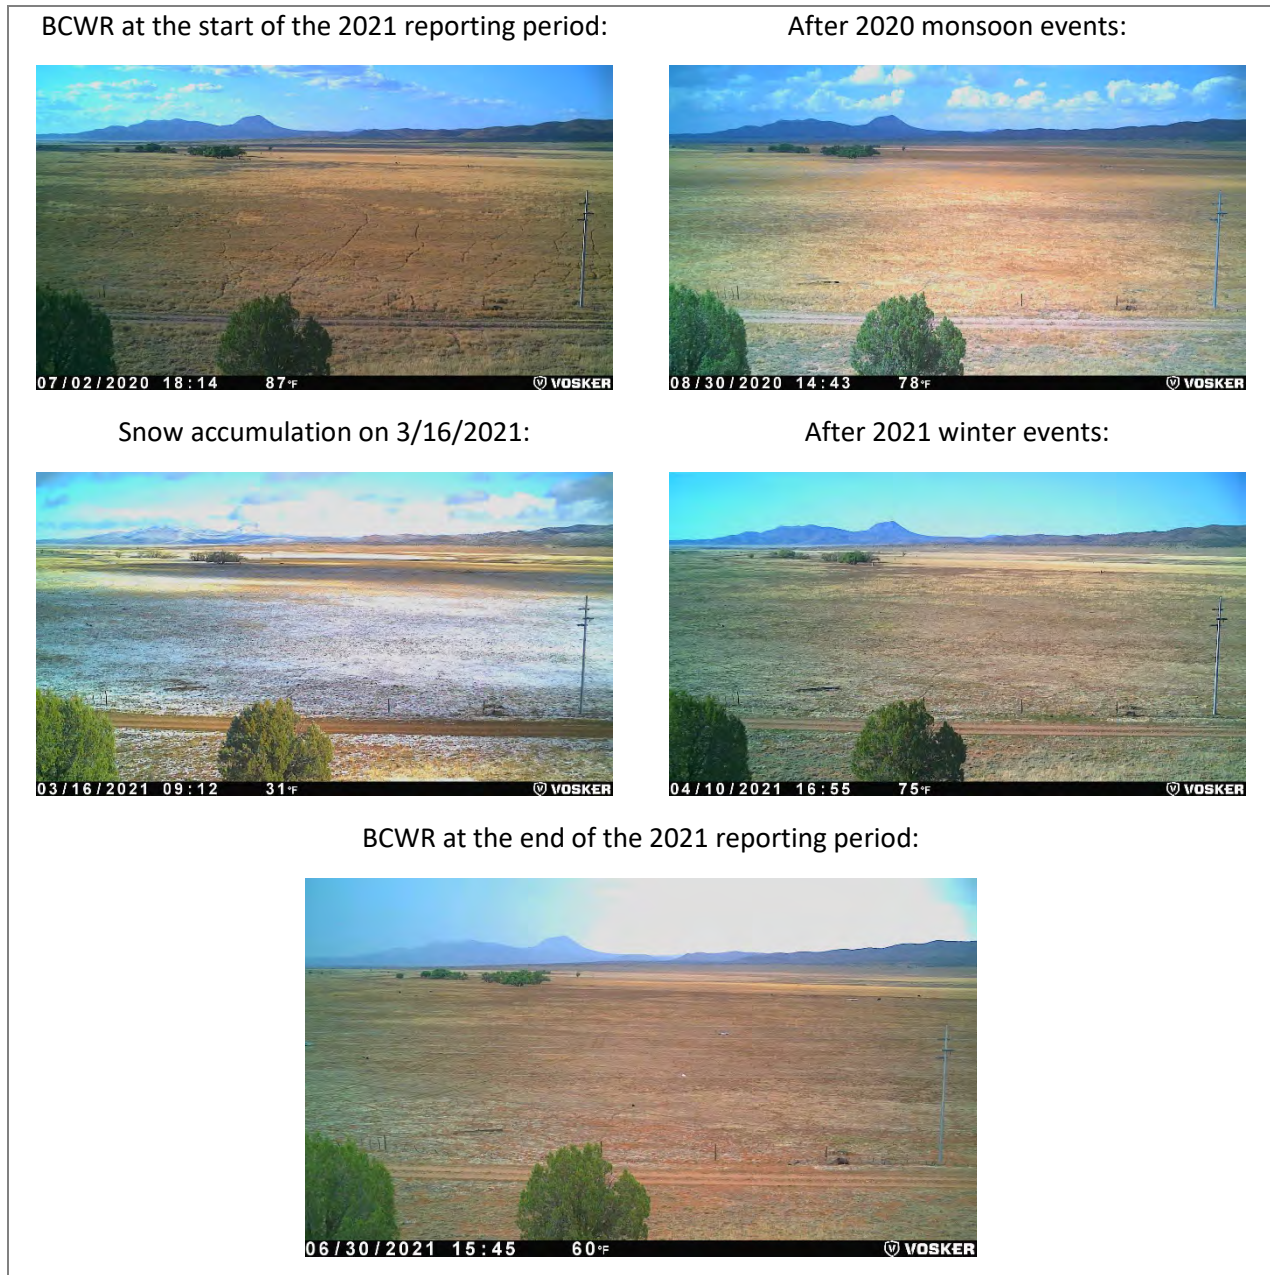 BCWR at the start of the 2021 reporting period:
After 2020 monsoon events:
07/02/2020 18:14 87°F VOSKER
08/30/2020 14:43 78°F VOSKER
Snow accumulation on 3/16/2021:
After 2021 winter events:
03/16/2021 09:12 31°F VOSKER
04/10/2021 16:55 75°F VOSKER
BCWR at the end of the 2021 reporting period:
06/30/2021 15:45 60°F VOSKER